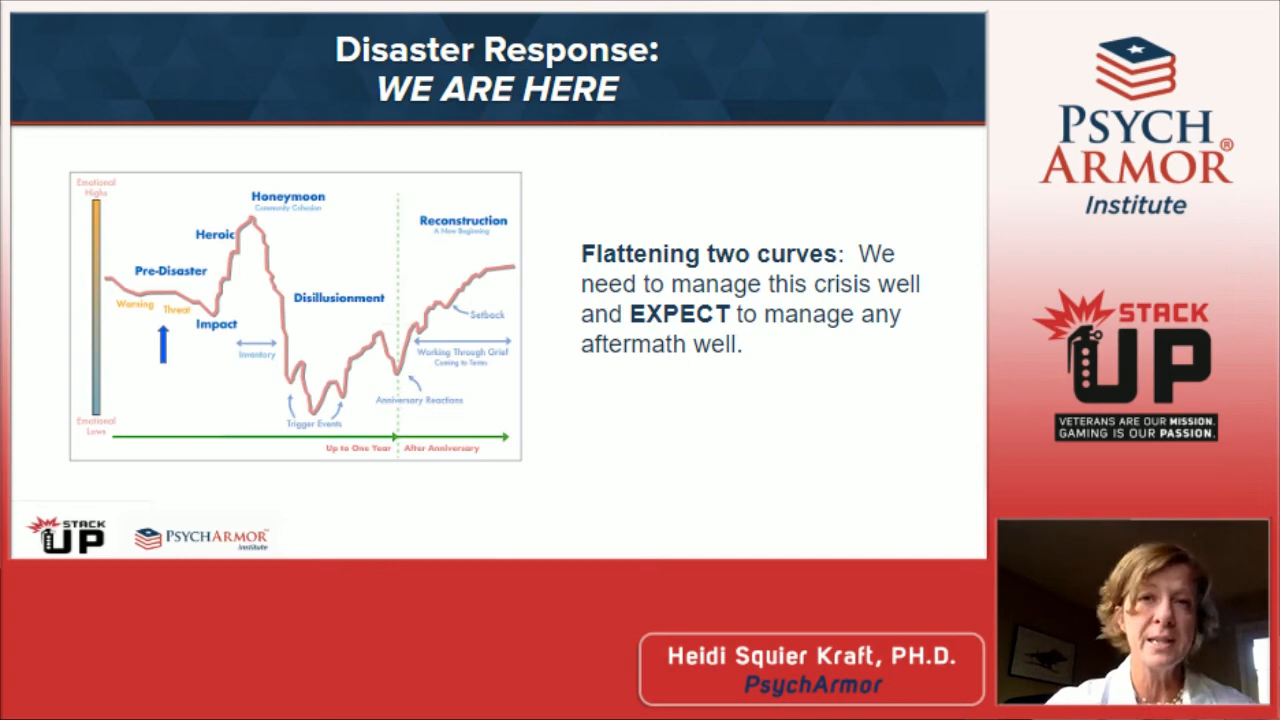 Disaster Response:
WE ARE HERE
Emotional
Highs
Honeymoon
Community Cohesion
Heroic
Reconstruction
A New Beginning
Pre-Disaster
Warning
Threat
Disillusionment
Impact
Setback
Inventory
Working Through Grief
Coming to Terms
Anniversary Reactions
Trigger Events
Emotional
Lows
Up to One Year
After Anniversary
Flattening two curves: We
need to manage this crisis well
and EXPECT to manage any
aftermath well.
STACK
UP
PSYCHARMOR
Institute
PSYCH
ARMOR®
Institute
STACK
UP
VETERANS ARE OUR MISSION.
GAMING IS OUR PASSION.
Heidi Squier Kraft, PH.D.
PsychArmor